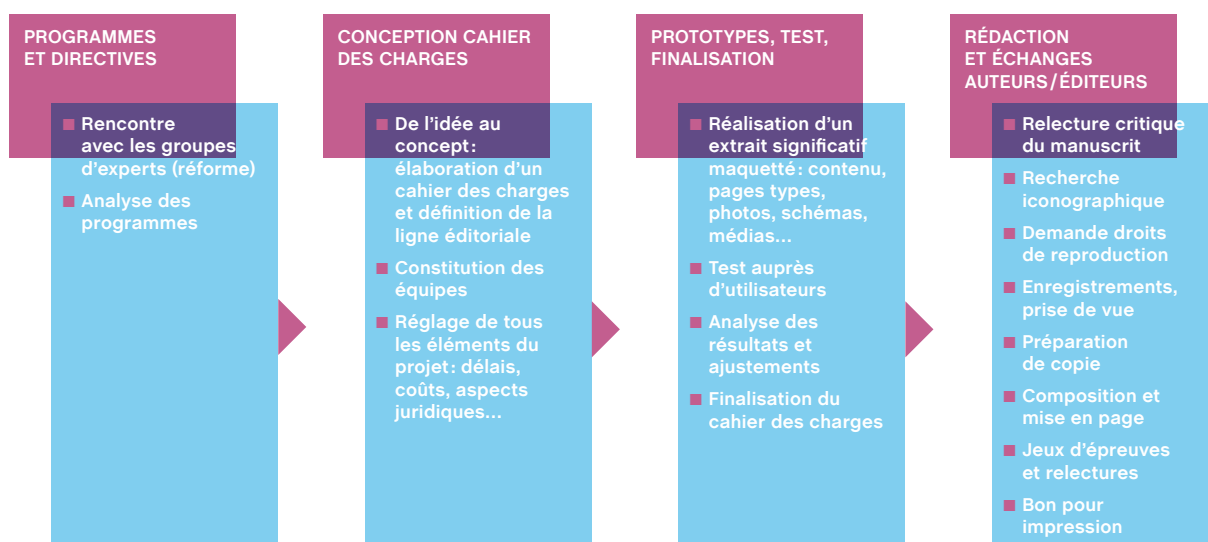 PROGRAMMES
ET DIRECTIVES
■ Rencontre
avec les groupes
d’experts (réforme)
■ Analyse des
programmes
CONCEPTION CAHIER
DES CHARGES
■ De l’idée au
concept :
élaboration d’un
cahier des charges
et définition de la
ligne éditoriale
■ Constitution des
équipes
■ Réglage de tous
les éléments du
projet : délais,
coûts, aspects
juridiques…
PROTOTYPES, TEST,
FINALISATION
■ Réalisation d’un
extrait significatif
maquetté : contenu,
pages types,
photos, schémas,
médias…
■ Test auprès
d’utilisateurs
■ Analyse des
résultats et
ajustements
■ Finalisation du
cahier des charges
RÉDACTION
ET ÉCHANGES
AUTEURS / ÉDITEURS
■ Relecture critique
du manuscrit
■ Recherche
iconographique
■ Demande droits
de reproduction
■ Enregistrements,
prise de vue
■ Préparation
de copie
■ Composition et
mise en page
■ Jeux d’épreuves
et relectures
■ Bon pour
impression